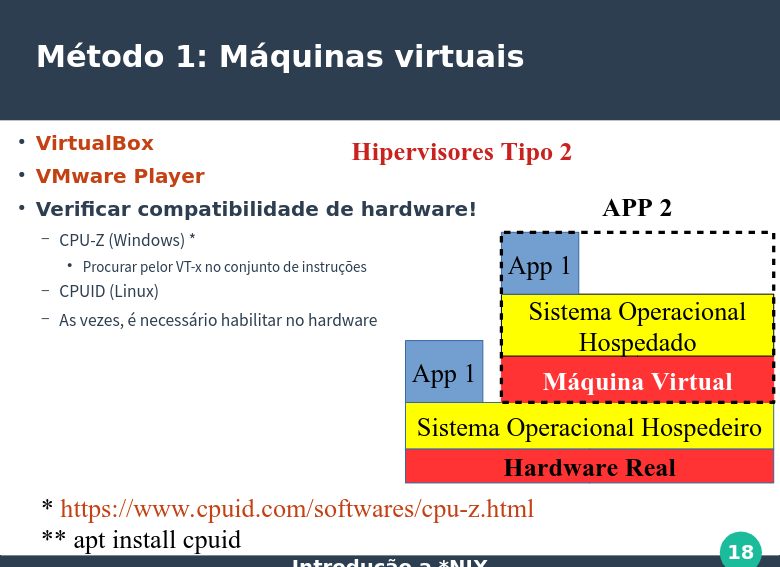 Método 1: Máquinas virtuais
• VirtualBox
• VMware Player
• Verificar compatibilidade de hardware!
– CPU-Z (Windows) *
• Procurar pelo VT-x no conjunto de instruções
– CPUID (Linux)
– As vezes, é necessário habilitar no hardware
Hipervisores Tipo 2
APP 2
App 1
Sistema Operacional
Hospedado
Máquina Virtual
App 1
Sistema Operacional Hospedeiro
Hardware Real
* https://www.cpuid.com/softwares/cpu-z.html
** apt install cpuid
Introdução a *NIX
18